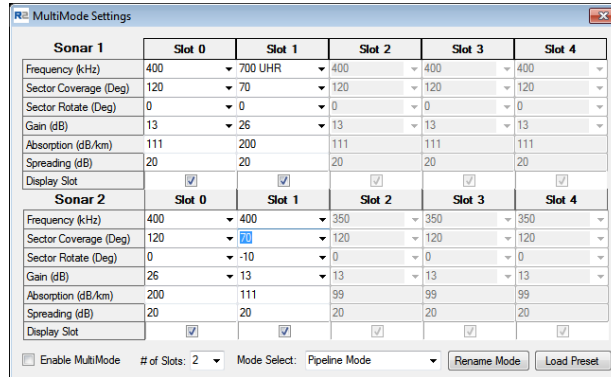 R2 MultiMode Settings
Sonar 1 Slot 0 Slot 1 Slot 2 Slot 3 Slot 4
Frequency (kHz) 400 700 UHR 400 400 400
Sector Coverage (Deg) 120 70 120 120 120
Sector Rotate (Deg) 0 0 0 0 0
Gain (dB) 13 26 13 13 13
Absorption (dB/km) 111 200 111 111 111
Spreading (dB) 20 20 20 20 20
Display Slot
Sonar 2 Slot 0 Slot 1 Slot 2 Slot 3 Slot 4
Frequency (kHz) 400 400 350 350 350
Sector Coverage (Deg) 120 70 120 120 120
Sector Rotate (Deg) 0 -10 0 0 0
Gain (dB) 26 13 13 13 13
Absorption (dB/km) 200 111 99 99 99
Spreading (dB) 20 20 20 20 20
Display Slot
Enable MultiMode # of Slots: 2 Mode Select: Pipeline Mode Rename Mode Load Preset